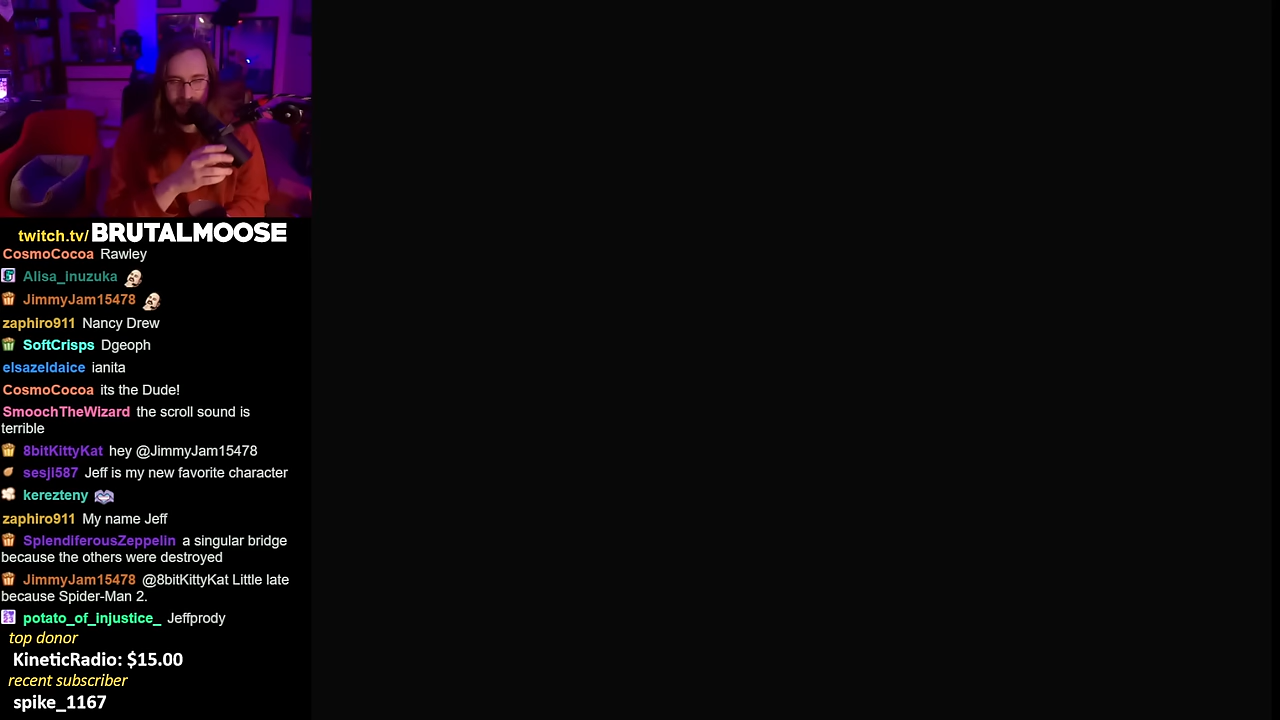 twitch.tv/BRUTALMOOSE
CosmoCocoa Rawley
Alisa_inuzuka
JimmyJam15478
zaphiro911 Nancy Drew
SoftCrisps Dgeoph
elsazeldaice ianita
CosmoCocoa its the Dude!
SmoochTheWizard the scroll sound is
terrible
8bitKittyKat hey @JimmyJam15478
sesji587 Jeff is my new favorite character
kerezteny
zaphiro911 My name Jeff
SplendiferousZeppelin a singular bridge
because the others were destroyed
JimmyJam15478 @8bitKittyKat Little late
because Spider-Man 2.
potato_of_injustice_ Jeffprody
top donor
KineticRadio: $15.00
recent subscriber
spike_1167